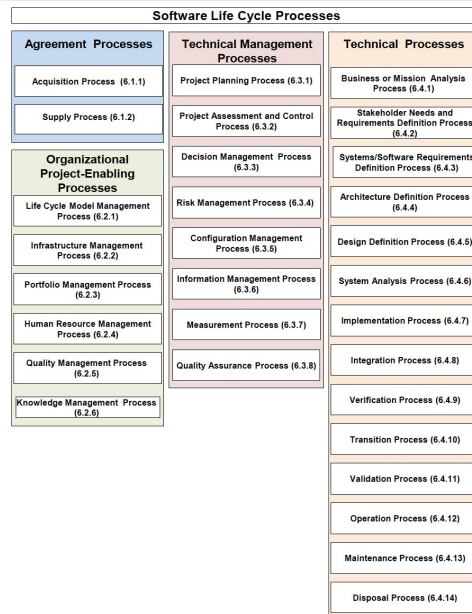 Software Life Cycle Processes
Agreement Processes
Acquisition Process (6.1.1)
Supply Process (6.1.2)
Organizational
Project-Enabling
Processes
Life Cycle Model Management
Process (6.2.1)
Infrastructure Management
Process (6.2.2)
Portfolio Management Process
(6.2.3)
Human Resource Management
Process (6.2.4)
Quality Management Process
(6.2.5)
Knowledge Management Process
(6.2.6)
Technical Management
Processes
Project Planning Process (6.3.1)
Project Assessment and Control
Process (6.3.2)
Decision Management Process
(6.3.3)
Risk Management Process (6.3.4)
Configuration Management
Process (6.3.5)
Information Management Process
(6.3.6)
Measurement Process (6.3.7)
Quality Assurance Process (6.3.8)
Technical Processes
Business or Mission Analysis
Process (6.4.1)
Stakeholder Needs and
Requirements Definition Process
(6.4.2)
Systems/Software Requirements
Definition Process (6.4.3)
Architecture Definition Process
(6.4.4)
Design Definition Process (6.4.5)
System Analysis Process (6.4.6)
Implementation Process (6.4.7)
Integration Process (6.4.8)
Verification Process (6.4.9)
Transition Process (6.4.10)
Validation Process (6.4.11)
Operation Process (6.4.12)
Maintenance Process (6.4.13)
Disposal Process (6.4.14)